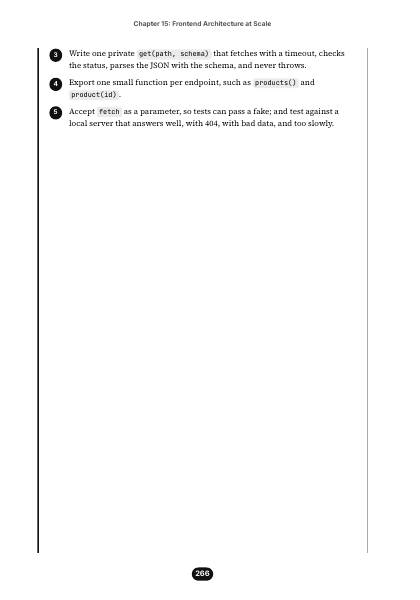 Chapter 15: Frontend Architecture at Scale
3 Write one private get(path, schema) that fetches with a timeout, checks
the status, parses the JSON with the schema, and never throws.
4 Export one small function per endpoint, such as products() and
product(id).
5 Accept fetch as a parameter, so tests can pass a fake; and test against a
local server that answers well, with 404, with bad data, and too slowly.
266